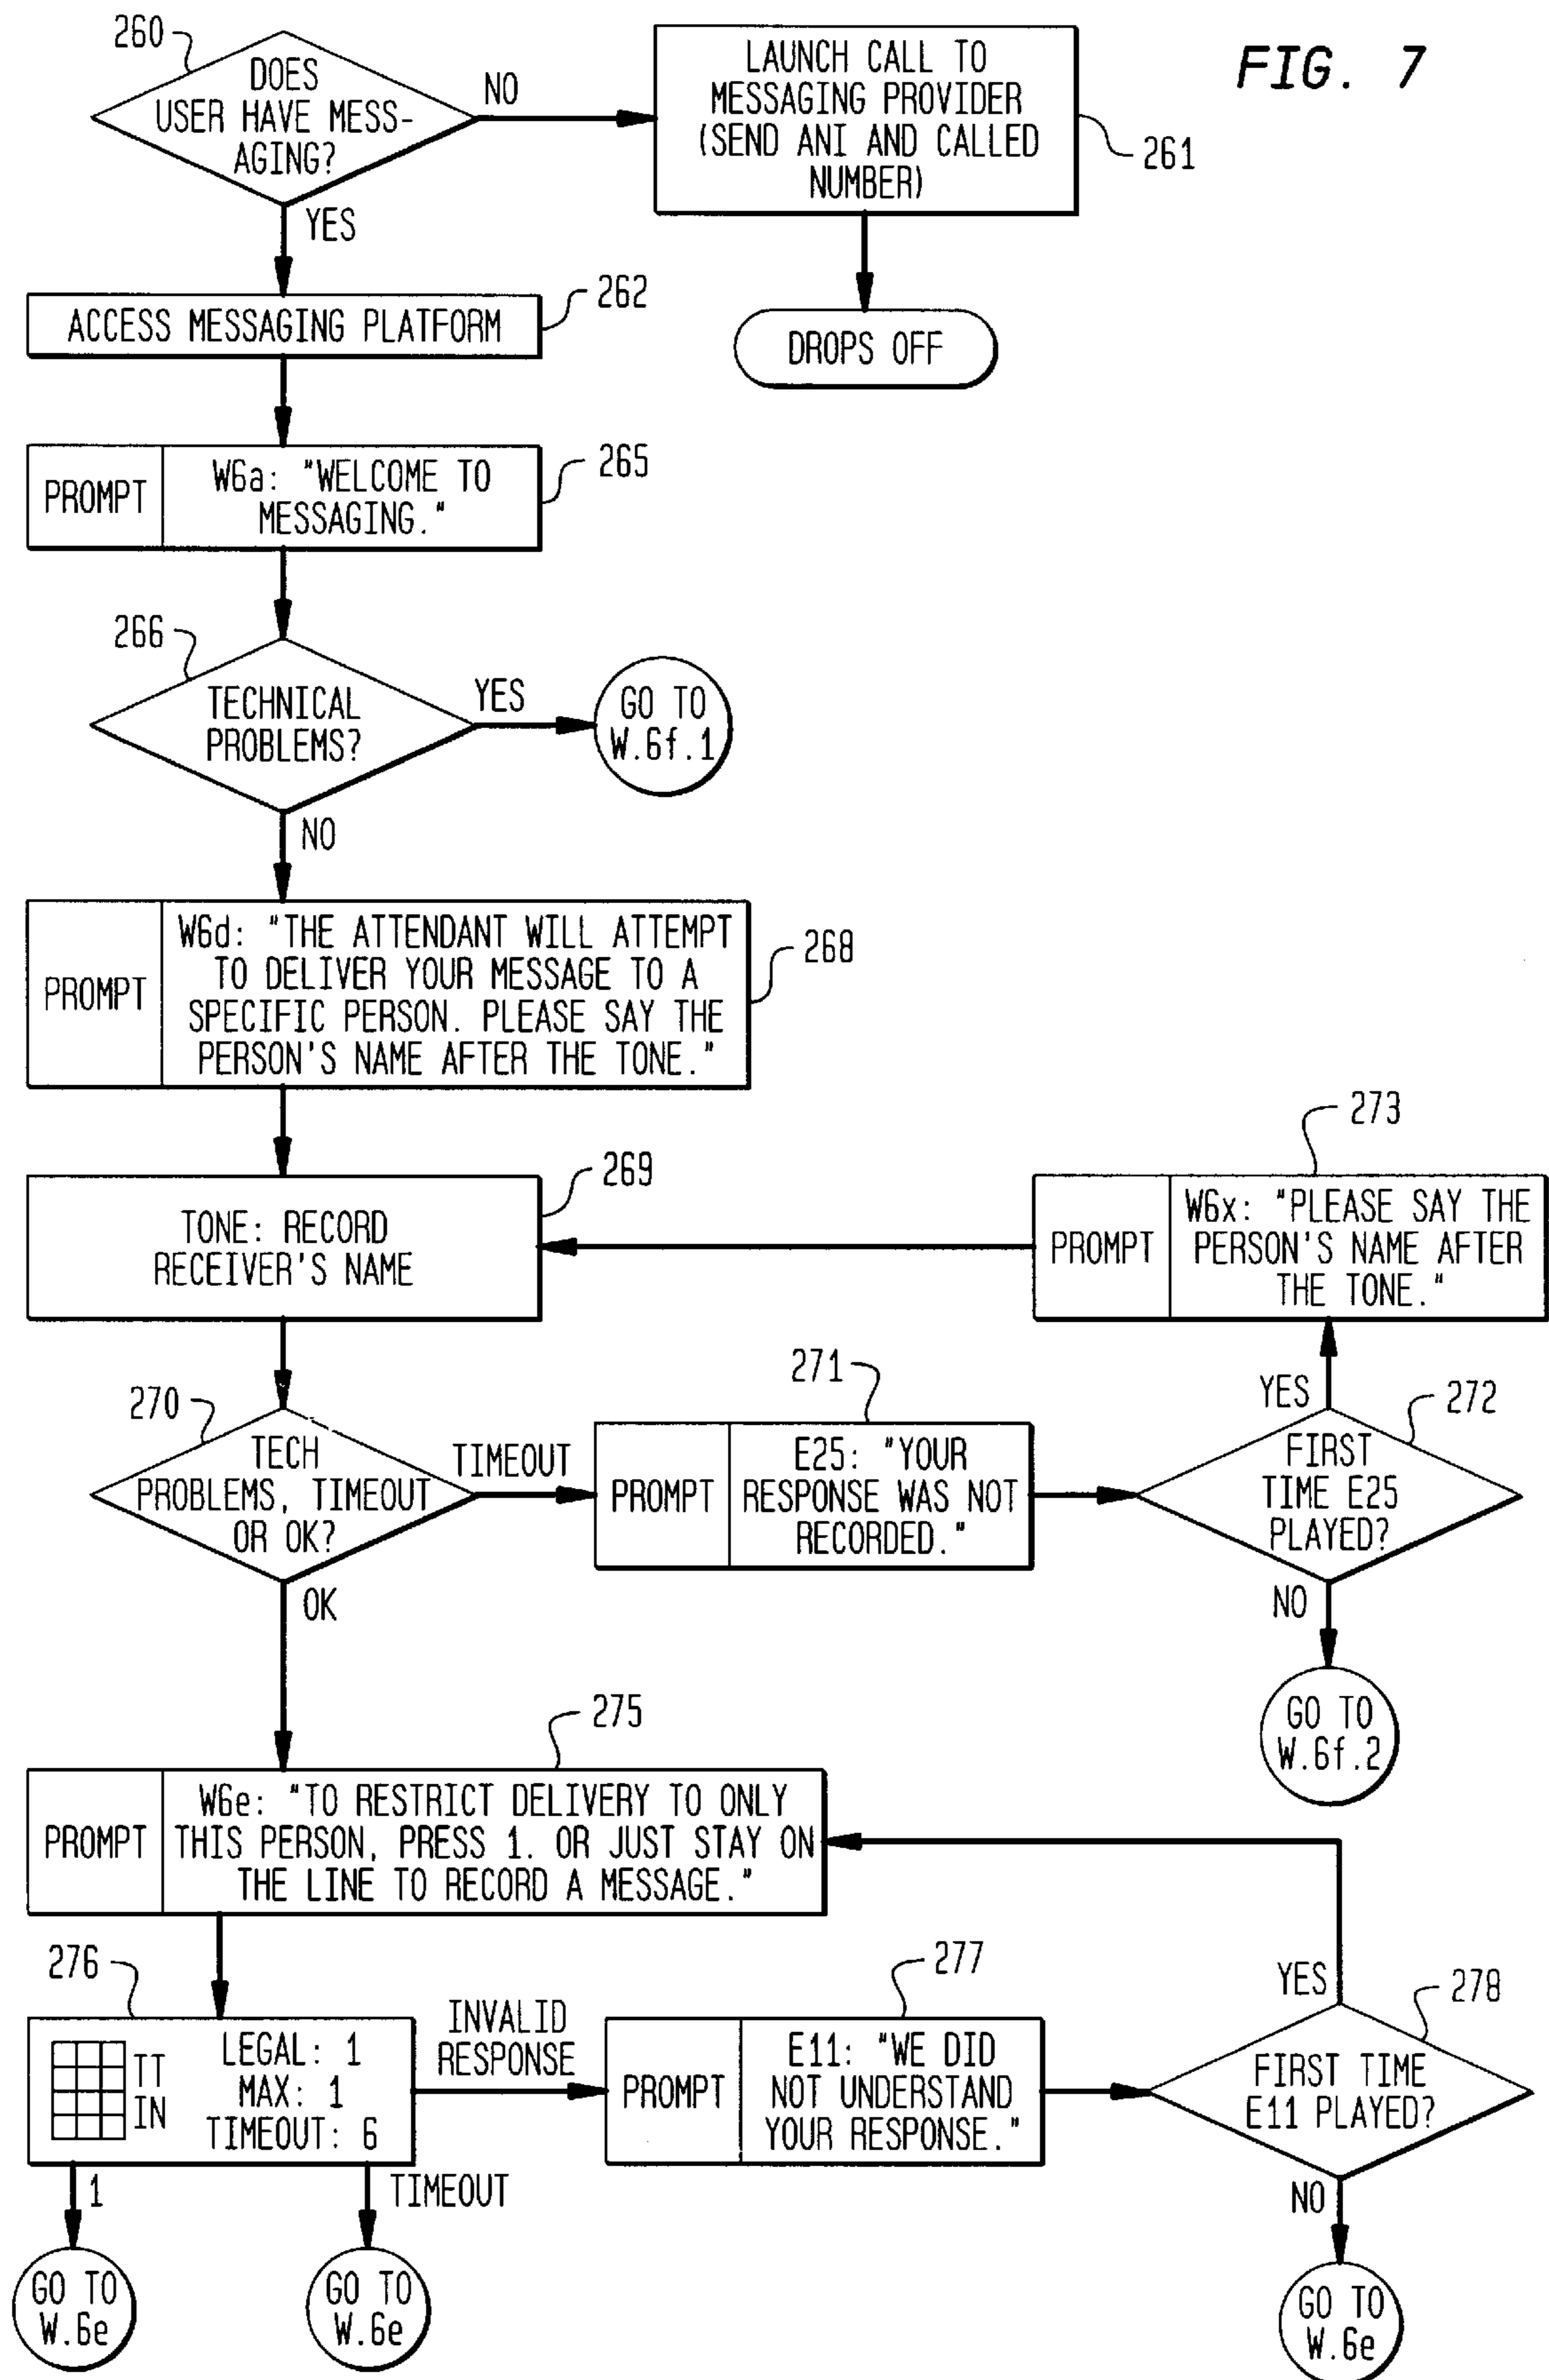 FIG. 7
260
DOES
USER HAVE MESS-
AGING?
NO
YES
LAUNCH CALL TO
MESSAGING PROVIDER
(SEND ANI AND CALLED
NUMBER)
261
DROPS OFF
ACCESS MESSAGING PLATFORM
262
PROMPT
W6a: "WELCOME TO
MESSAGING."
265
266
TECHNICAL
PROBLEMS?
YES
GO TO
W.6f.1
NO
PROMPT
W6d: "THE ATTENDANT WILL ATTEMPT
TO DELIVER YOUR MESSAGE TO A
SPECIFIC PERSON. PLEASE SAY THE
PERSON'S NAME AFTER THE TONE."
268
TONE: RECORD
RECEIVER'S NAME
269
273
PROMPT
W6x: "PLEASE SAY THE
PERSON'S NAME AFTER
THE TONE."
270
TECH
PROBLEMS, TIMEOUT
OR OK?
TIMEOUT
271
PROMPT
E25: "YOUR
RESPONSE WAS NOT
RECORDED."
YES
272
FIRST
TIME E25
PLAYED?
NO
GO TO
W.6f.2
OK
275
PROMPT
W6e: "TO RESTRICT DELIVERY TO ONLY
THIS PERSON, PRESS 1. OR JUST STAY ON
THE LINE TO RECORD A MESSAGE."
276
TT
IN
LEGAL: 1
MAX: 1
TIMEOUT: 6
INVALID
RESPONSE
277
PROMPT
E11: "WE DID
NOT UNDERSTAND
YOUR RESPONSE."
YES
278
FIRST TIME
E11 PLAYED?
NO
1
TIMEOUT
GO TO
W.6e
GO TO
W.6e
GO TO
W.6e